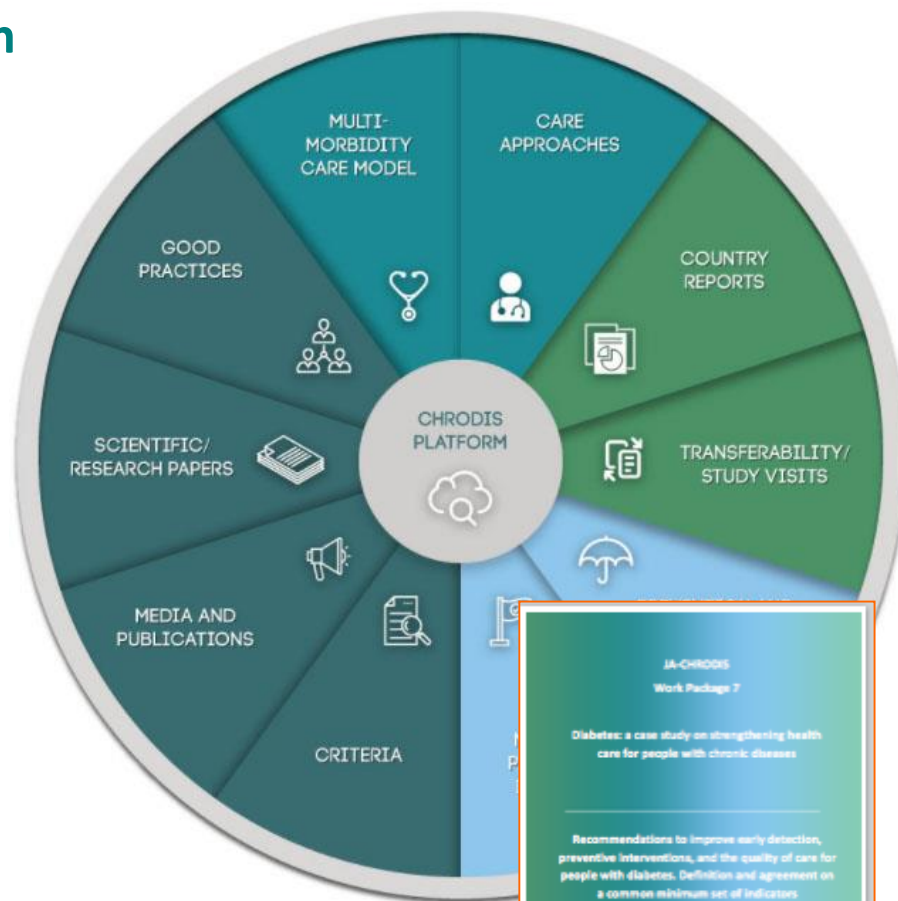 n
MULTI-
MORBIDITY
CARE MODEL
CARE
APPROACHES
GOOD
PRACTICES
COUNTRY
REPORTS
CHRODIS
PLATFORM
SCIENTIFIC/
RESEARCH PAPERS
TRANSFERABILITY/
STUDY VISITS
MEDIA AND
PUBLICATIONS
CRITERIA
JA-CHRODIS
Work Package 7
Diabetes: a case study on strengthening health
care for people with chronic diseases
Recommendations to improve early detection,
preventive interventions, and the quality of care for
people with diabetes. Definition and agreement on
a common minimum set of indicators